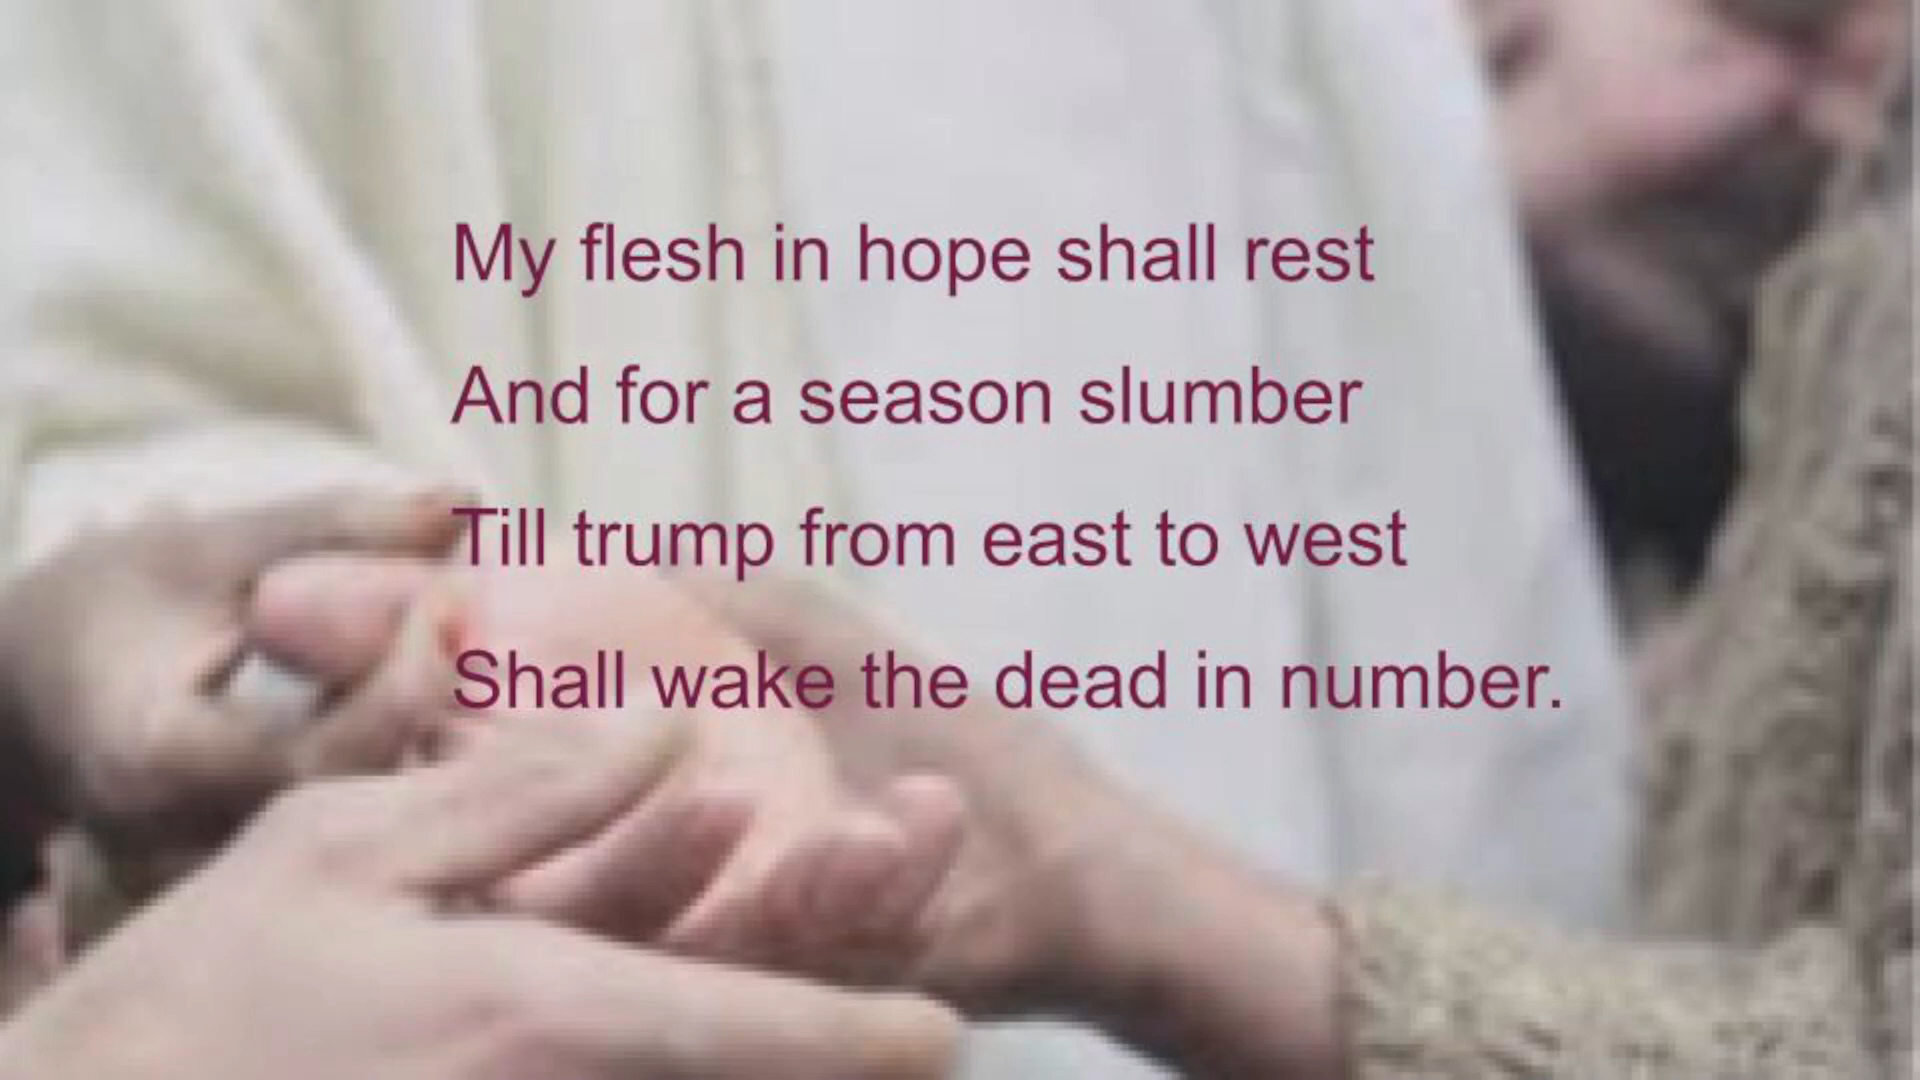 My flesh in hope shall rest
And for a season slumber
Till trump from east to west
Shall wake the dead in number.